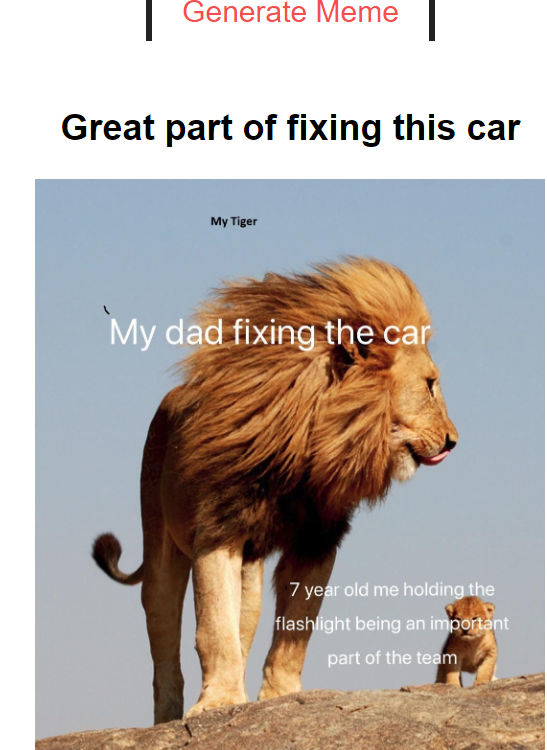 Generate Meme
Great part of fixing this car
My Tiger
My dad fixing the car
7 year old me holding the
flashlight being an important
part of the team